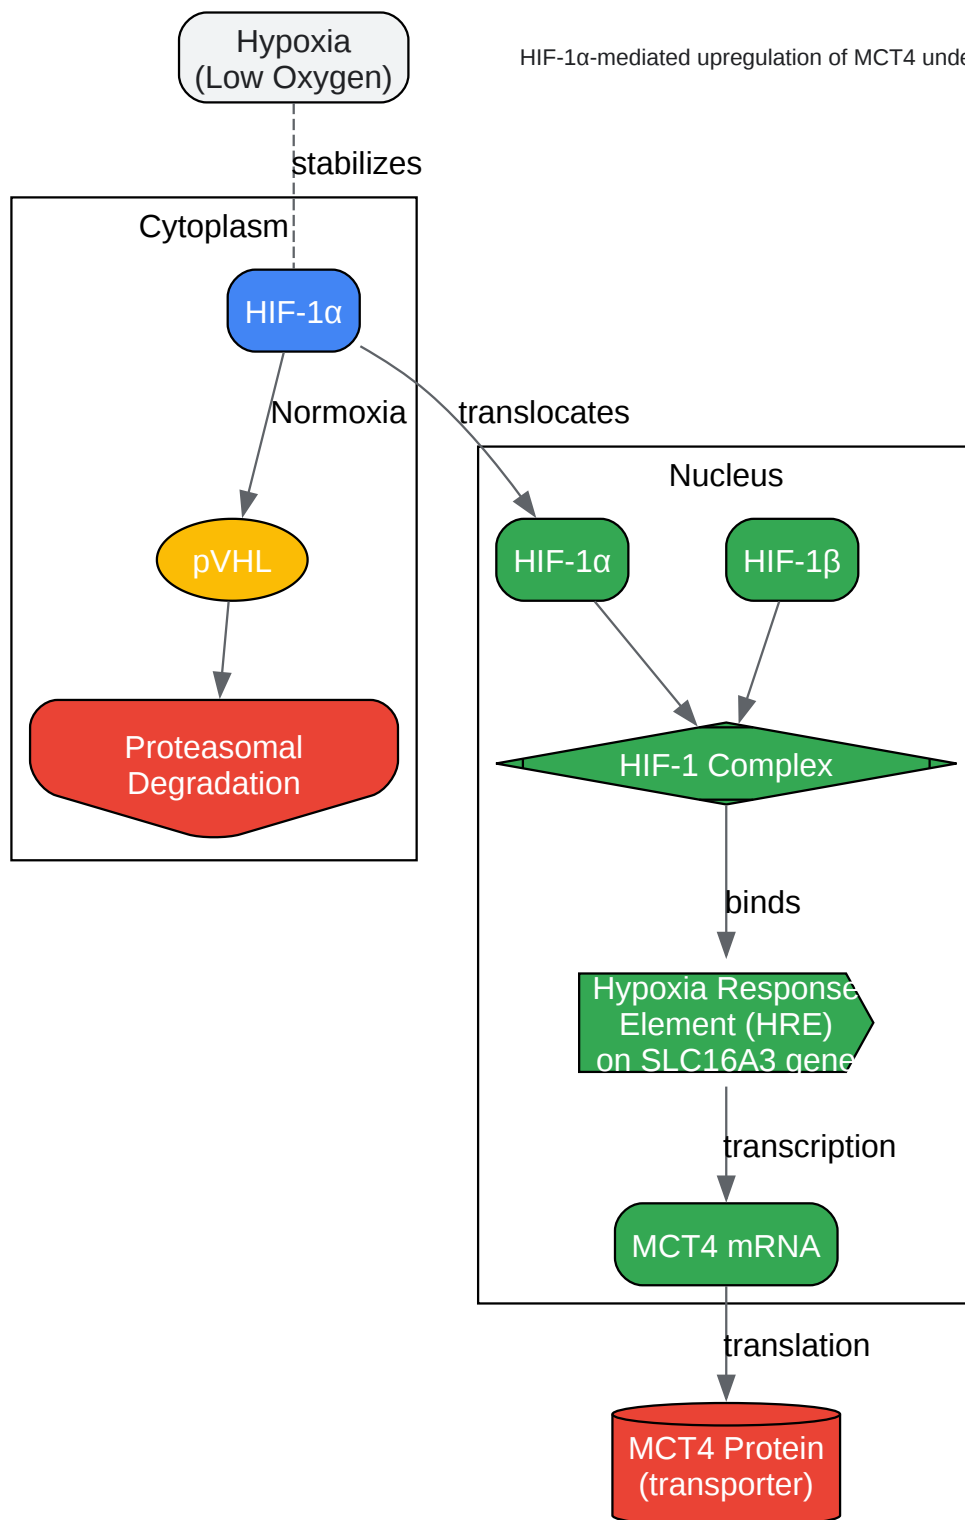 Hypoxia
(Low Oxygen)
HIF-1α-mediated upregulation of MCT4 unde
stabilizes
Cytoplasm
HIF-1α
Normoxia
translocates
Nucleus
pVHL
HIF-1α
HIF-1β
Proteasomal
Degradation
HIF-1 Complex
binds
Hypoxia Response
Element (HRE)
on SLC16A3 gene
transcription
MCT4 mRNA
translation
MCT4 Protein
(transporter)